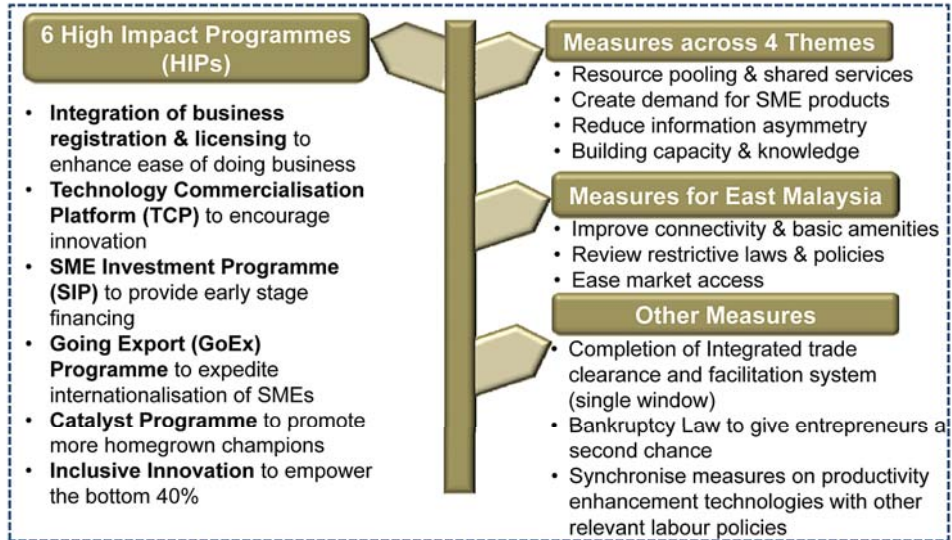 6 High Impact Programmes
(HIPs)
• Integration of business
registration & licensing to
enhance ease of doing business
• Technology Commercialisation
Platform (TCP) to encourage
innovation
• SME Investment Programme
(SIP) to provide early stage
financing
• Going Export (GoEx)
Programme to expedite
internationalisation of SMEs
• Catalyst Programme to promote
more homegrown champions
• Inclusive Innovation to empower
the bottom 40%
Measures across 4 Themes
• Resource pooling & shared services
• Create demand for SME products
• Reduce information asymmetry
• Building capacity & knowledge
Measures for East Malaysia
• Improve connectivity & basic amenities
• Review restrictive laws & policies
• Ease market access
Other Measures
• Completion of Integrated trade
clearance and facilitation system
(single window)
• Bankruptcy Law to give entrepreneurs a
second chance
• Synchronise measures on productivity
enhancement technologies with other
relevant labour policies